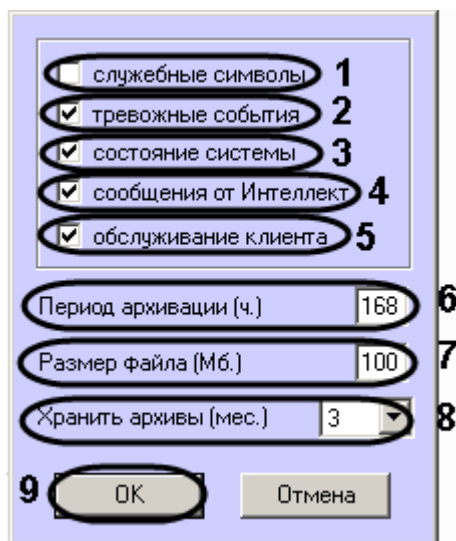 служебные символы 1
тревожные события 2
состояние системы 3
сообщения от Интеллект 4
обслуживание клиента 5
Период архивации (ч.) 168 6
Размер файла (Мб.) 100 7
Хранить архивы (мес.) 3 8
9 OK Отмена